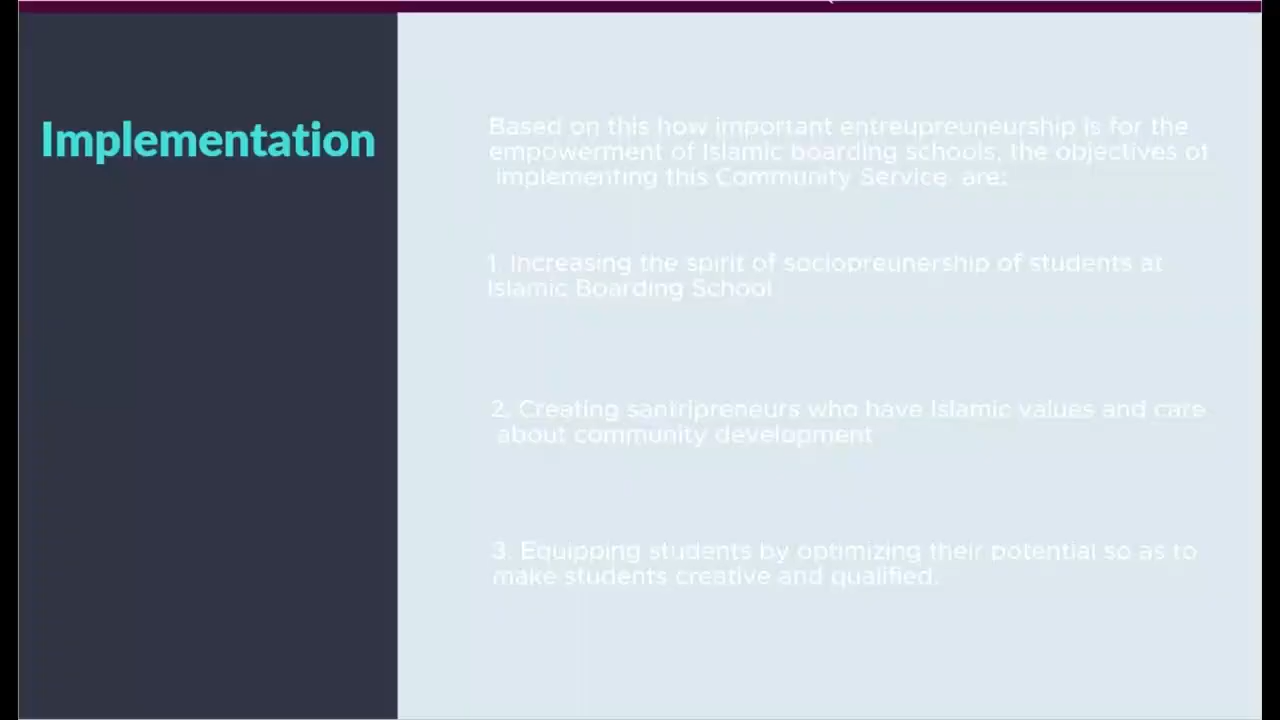 Implementation
Based on this how important entreupreuneurship is for the
empowerment of Islamic boarding schools, the objectives of
implementing this Community Service are:
1. Increasing the spirit of sociopreunership of students at
Islamic Boarding School
2. Creating santripreneurs who have Islamic values and care
about community development
3. Equipping students by optimizing their potential so as to
make students creative and qualified.